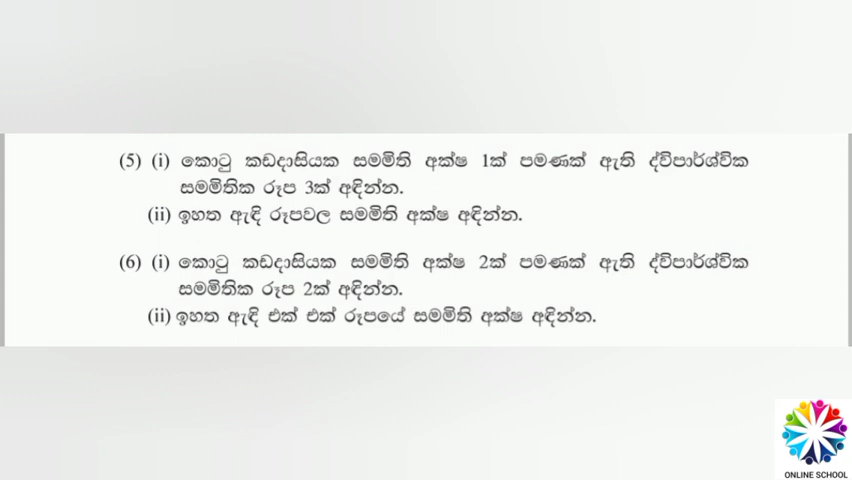 (5) (i) කොටු කඩදාසියක සමමිති අක්ෂ 1ක් පමණක් ඇති ද්විපාර්ශ්වික
සමමිතික රූප 3ක් අඳින්න.
(ii) ඉහත ඇඳි රූපවල සමමිති අක්ෂ අඳින්න.
(6) (i) කොටු කඩදාසියක සමමිති අක්ෂ 2ක් පමණක් ඇති ද්විපාර්ශ්වික
සමමිතික රූප 2ක් අඳින්න.
(ii) ඉහත ඇඳි එක් එක් රූපයේ සමමිති අක්ෂ අඳින්න.
ONLINE SCHOOL